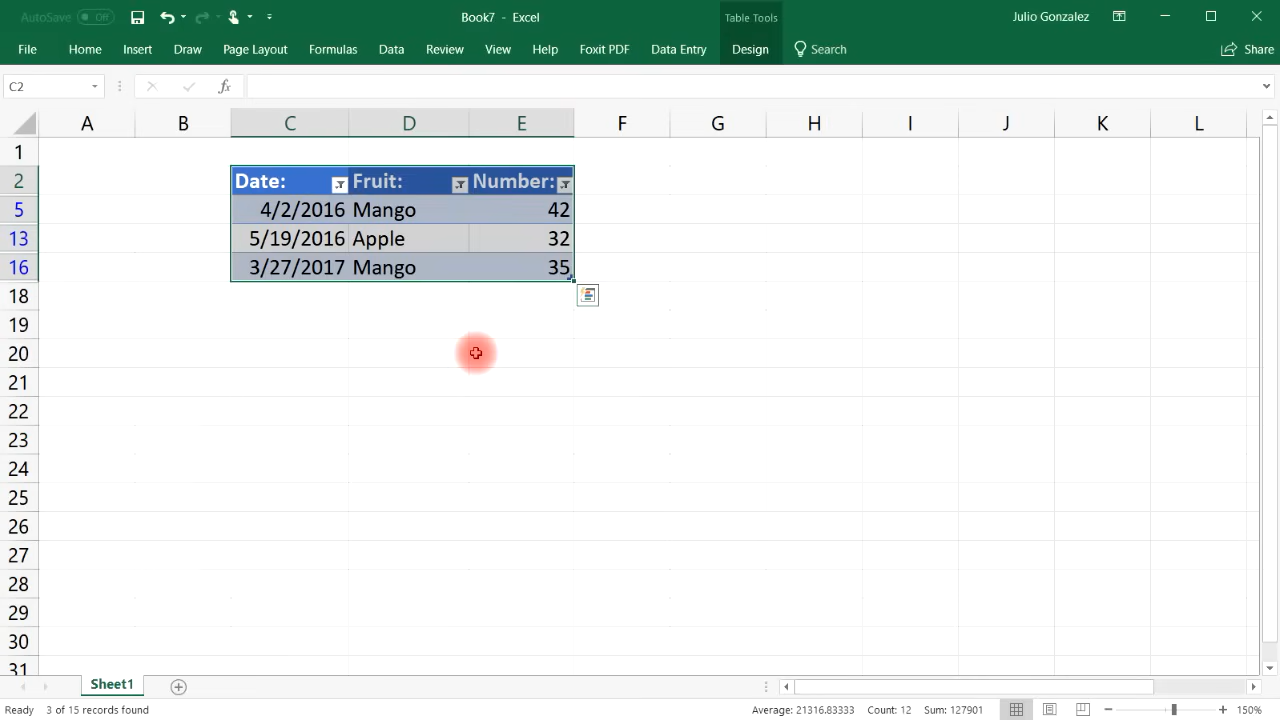 AutoSave Off Book7 - Excel Table Tools Julio Gonzalez
File Home Insert Draw Page Layout Formulas Data Review View Help Foxit PDF Data Entry Design Search Share
C2 fx
A B C D E F G H I J K L
1
2 Date: Fruit: Number:
5 4/2/2016 Mango 42
13 5/19/2016 Apple 32
16 3/27/2017 Mango 35
18
19
20
21
22
23
24
25
26
27
28
29
30
31
Sheet1
Ready 3 of 15 records found Average: 21316.83333 Count: 12 Sum: 127901 150%